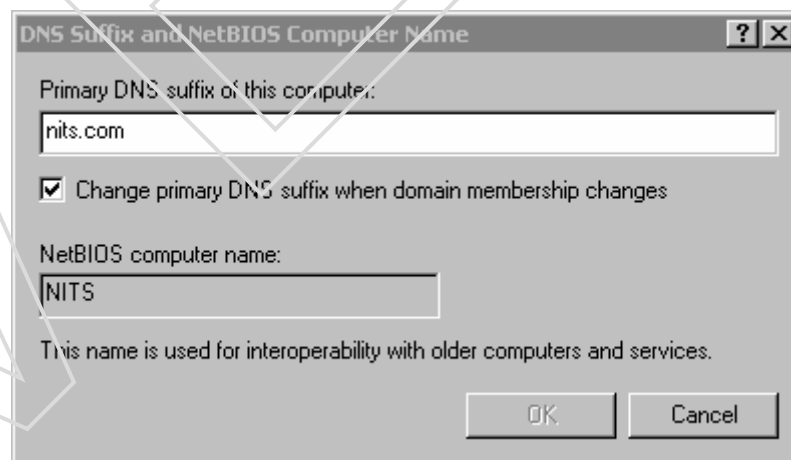 DNS Suffix and NetBIOS Computer Name
Primary DNS suffix of this computer:
nits.com
Change primary DNS suffix when domain membership changes
NetBIOS computer name:
NITS
This name is used for interoperability with older computers and services.
OK Cancel